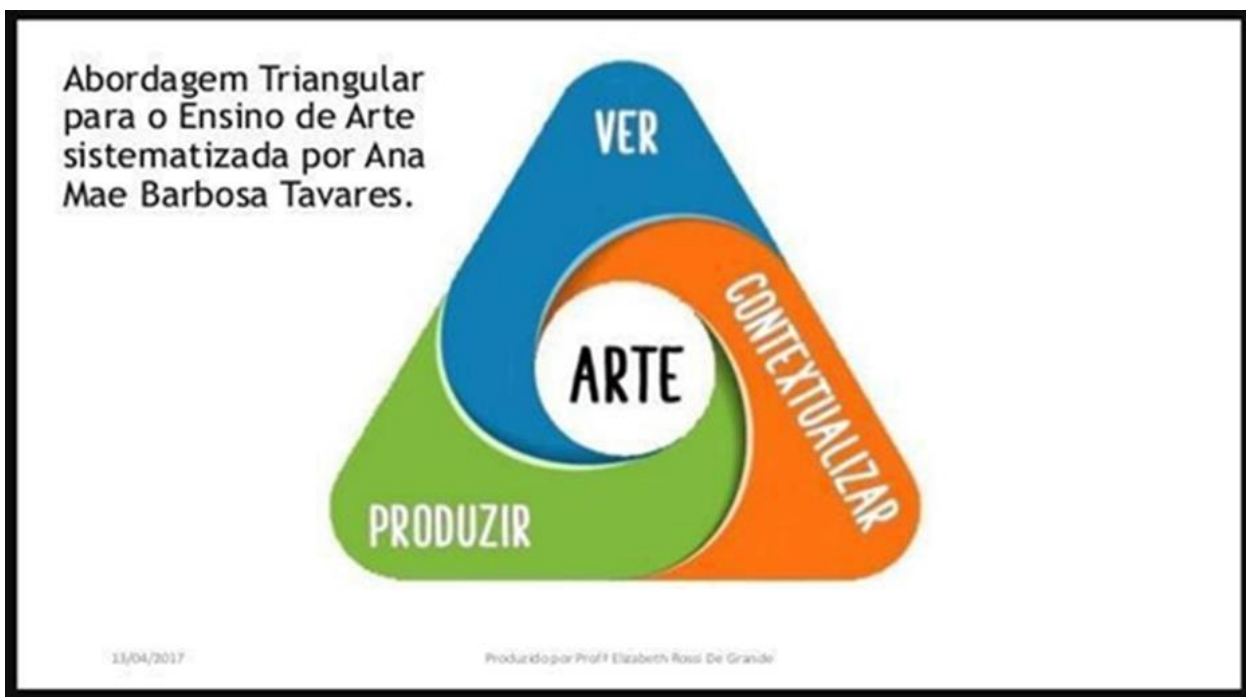 Abordagem Triangular
para o Ensino de Arte
sistematizada por Ana
Mae Barbosa Tavares.
VER
CONTEXTUALIZAR
ARTE
PRODUZIR
13/04/2017
Produzido por Profª Elizabeth Rossi De Grande